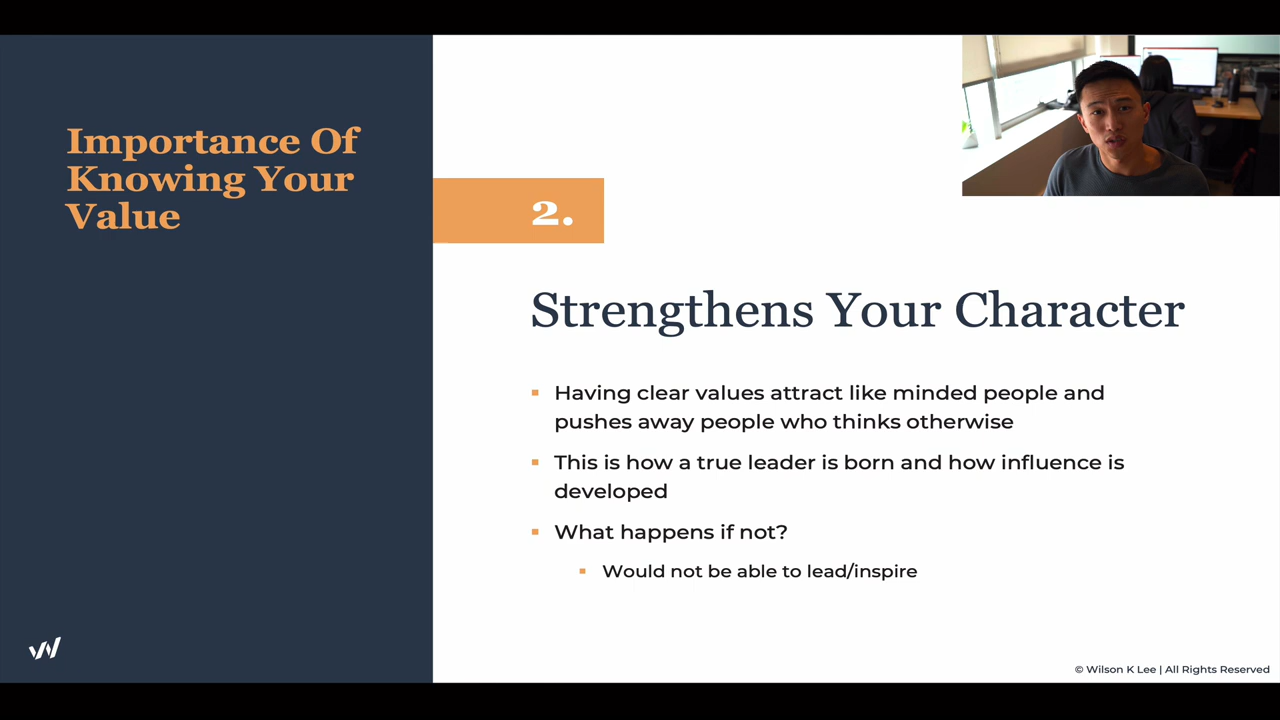 Importance Of
Knowing Your
Value
2.
Strengthens Your Character
Having clear values attract like minded people and
pushes away people who thinks otherwise
This is how a true leader is born and how influence is
developed
What happens if not?
Would not be able to lead/inspire
© Wilson K Lee | All Rights Reserved